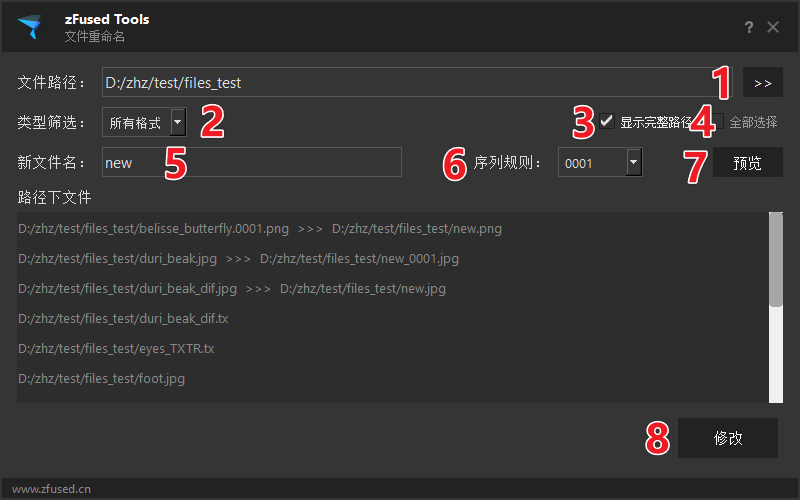 zFused Tools
文件重命名
?
文件路径： D:/zhz/test/files_test 1 >>
类型筛选： 所有格式 2 3 显示完整路径 4 全部选择
新文件名： new 5 6 序列规则： 0001 7 预览
路径下文件
D:/zhz/test/files_test/belisse_butterfly.0001.png >>> D:/zhz/test/files_test/new.png
D:/zhz/test/files_test/duri_beak.jpg >>> D:/zhz/test/files_test/new_0001.jpg
D:/zhz/test/files_test/duri_beak_dif.jpg >>> D:/zhz/test/files_test/new.jpg
D:/zhz/test/files_test/duri_beak_dif.tx
D:/zhz/test/files_test/eyes_TXTR.tx
D:/zhz/test/files_test/foot.jpg
8 修改
www.zfused.cn